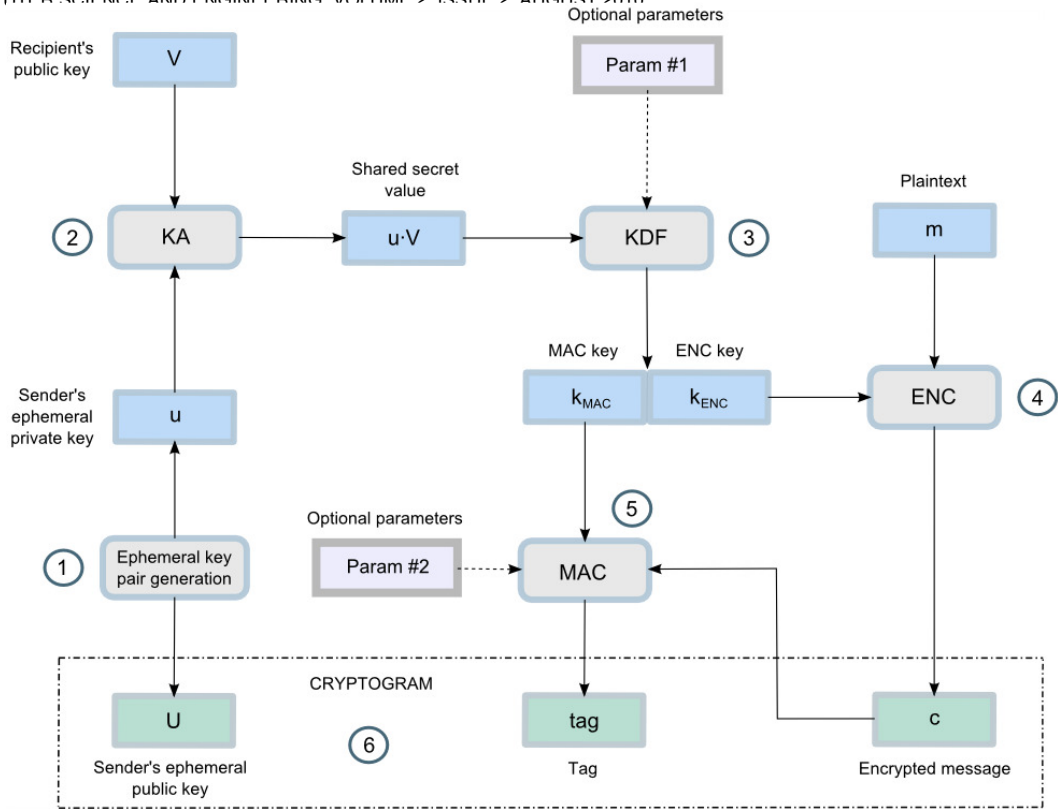 Optional parameters
Recipient's
public key
V
Param #1
Shared secret
value
Plaintext
2
KA
u·V
KDF
3
m
MAC key
ENC key
Sender's
ephemeral
private key
u
kMAC
kENC
ENC
4
5
Optional parameters
1
Ephemeral key
pair generation
Param #2
MAC
CRYPTOGRAM
U
tag
c
6
Sender's ephemeral
public key
Tag
Encrypted message